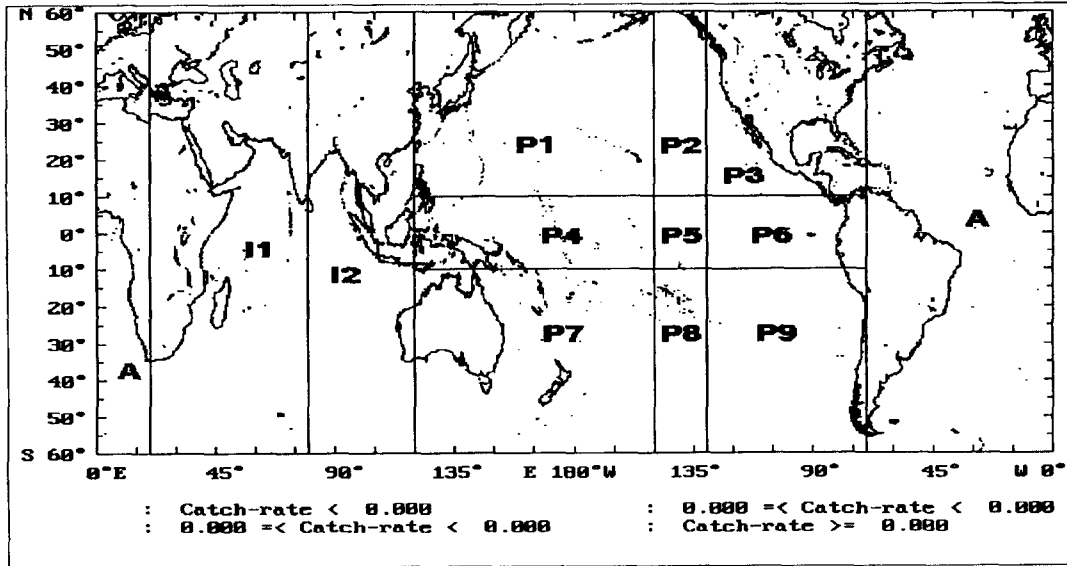 N 60°
50°
40°
30°
20°
10°
0°
10°
20°
30°
40°
50°
S 60°
P1 P2
P3
A
P4 P5 P6
I1
I2
P7 P8 P9
A
0°E 45° 90° 135° E 180°W 135° 90° 45° W 0°
: Catch-rate < 0.000 : 0.000 =< Catch-rate < 0.000
: 0.000 =< Catch-rate < 0.000 : Catch-rate >= 0.000